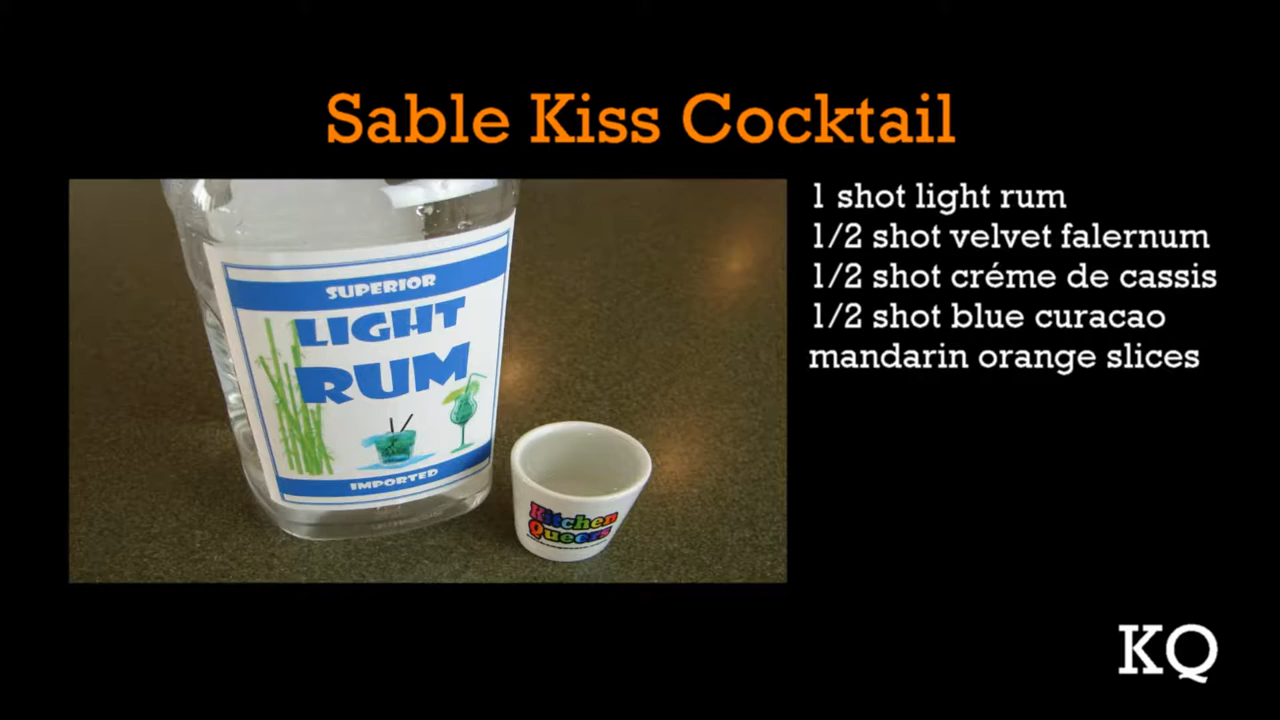 Sable Kiss Cocktail
1 shot light rum
1/2 shot velvet falernum
1/2 shot créme de cassis
1/2 shot blue curacao
mandarin orange slices
SUPERIOR
LIGHT
RUM
IMPORTED
Kitchen
Queers
KQ